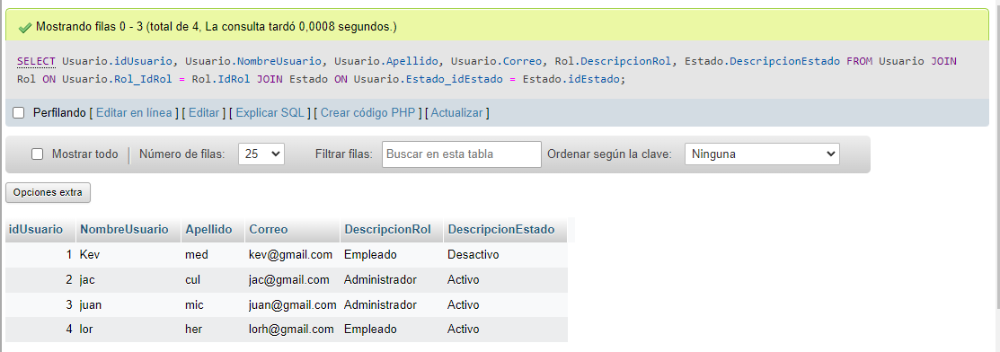 Mostrando filas 0 - 3 (total de 4, La consulta tardó 0,0008 segundos.)
SELECT Usuario.idUsuario, Usuario.NombreUsuario, Usuario.Apellido, Usuario.Correo, Rol.DescripcionRol, Estado.DescripcionEstado FROM Usuario JOIN
Rol ON Usuario.Rol_IdRol = Rol.IdRol JOIN Estado ON Usuario.Estado_idEstado = Estado.idEstado;
Perfilando [ Editar en línea ] [ Editar ] [ Explicar SQL ] [ Crear código PHP ] [ Actualizar ]
Mostrar todo Número de filas: 25 Filtrar filas: Buscar en esta tabla Ordenar según la clave: Ninguna
Opciones extra
idUsuario NombreUsuario Apellido Correo DescripcionRol DescripcionEstado
1 Kev med kev@gmail.com Empleado Desactivo
2 jac cul jac@gmail.com Administrador Activo
3 juan mic juan@gmail.com Administrador Activo
4 lor her lorh@gmail.com Empleado Activo